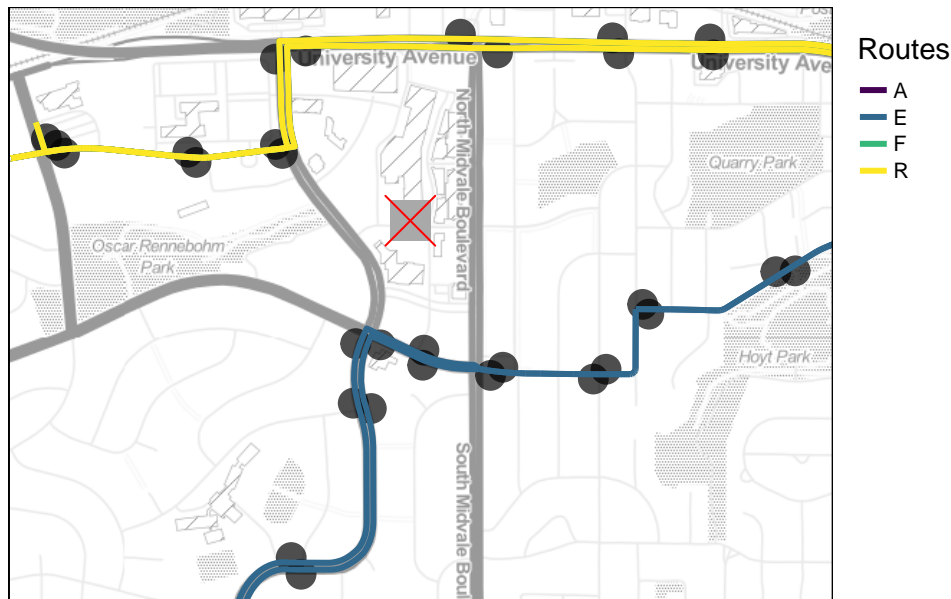 Routes
A
E
F
R
University Avenue
University Ave
North Midvale Boulevard
Quarry Park
Oscar Rennebohm
Park
Hoyt Park
South Midvale Boul